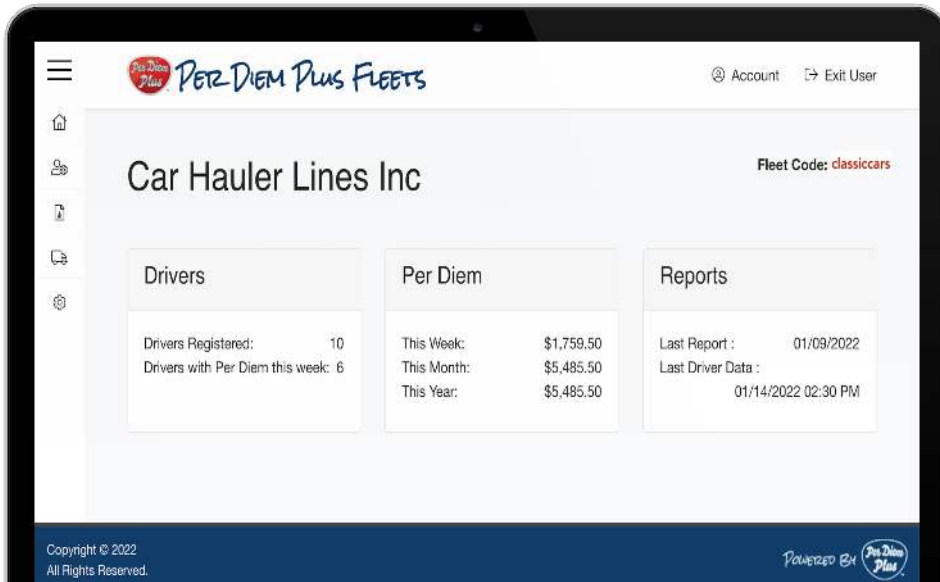 Per Diem Plus
PER DIEM PLUS FLEETS
Account
Exit User
Car Hauler Lines Inc
Fleet Code: classiccars
Drivers
Drivers Registered: 10
Drivers with Per Diem this week: 6
Per Diem
This Week: $1,759.50
This Month: $5,485.50
This Year: $5,485.50
Reports
Last Report : 01/09/2022
Last Driver Data :
01/14/2022 02:30 PM
Copyright © 2022
All Rights Reserved.
POWERED BY
Per Diem
Plus